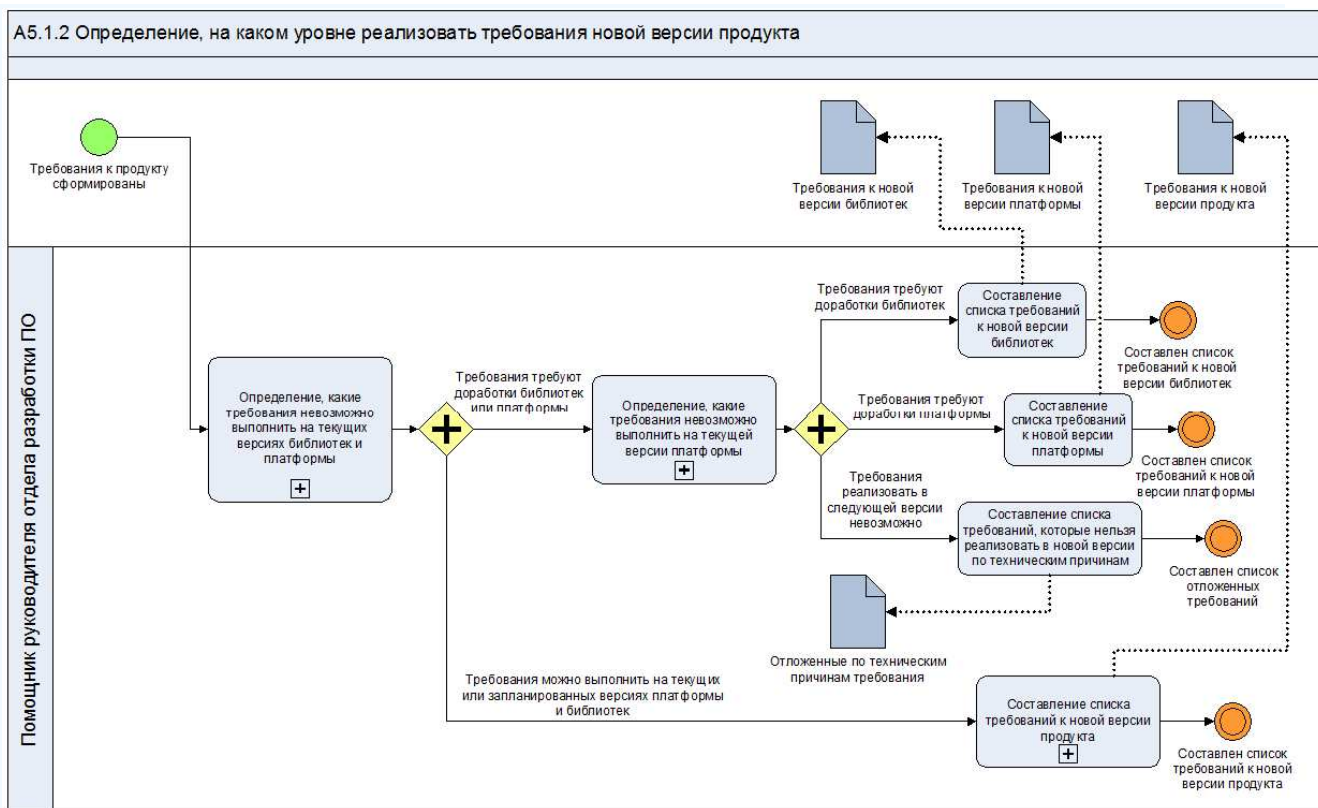 А5.1.2 Определение, на каком уровне реализовать требования новой версии продукта
Требования к продукту
сформированы
Требования к новой
версии библиотек
Требования к новой
версии платформы
Требования к новой
версии продукта
Помощник руководителя отдела разработки ПО
Определение, какие
требования невозможно
выполнить на текущих
версиях библиотек и
платформы
Требования требуют
доработки библиотек
или платформы
Определение, какие
требования невозможно
выполнить на текущей
версии платформы
Требования требуют
доработки библиотек
Составление
списка требований
к новой версии
библиотек
Составлен список
требований к новой
версии библиотек
Требования требуют
доработки платформы
Составление
списка требований
к новой версии
платформы
Составлен список
требований к новой
версии платформы
Требования
реализовать в
следующей версии
невозможно
Составление списка
требований, которые нельзя
реализовать в новой версии
по техническим причинам
Составлен список
отложенных
требований
Отложенные по техническим
причинам требования
Требования можно выполнить на текущих
или запланированных версиях платформы
и библиотек
Составление списка
требований к новой версии
продукта
Составлен список
требований к новой
версии продукта